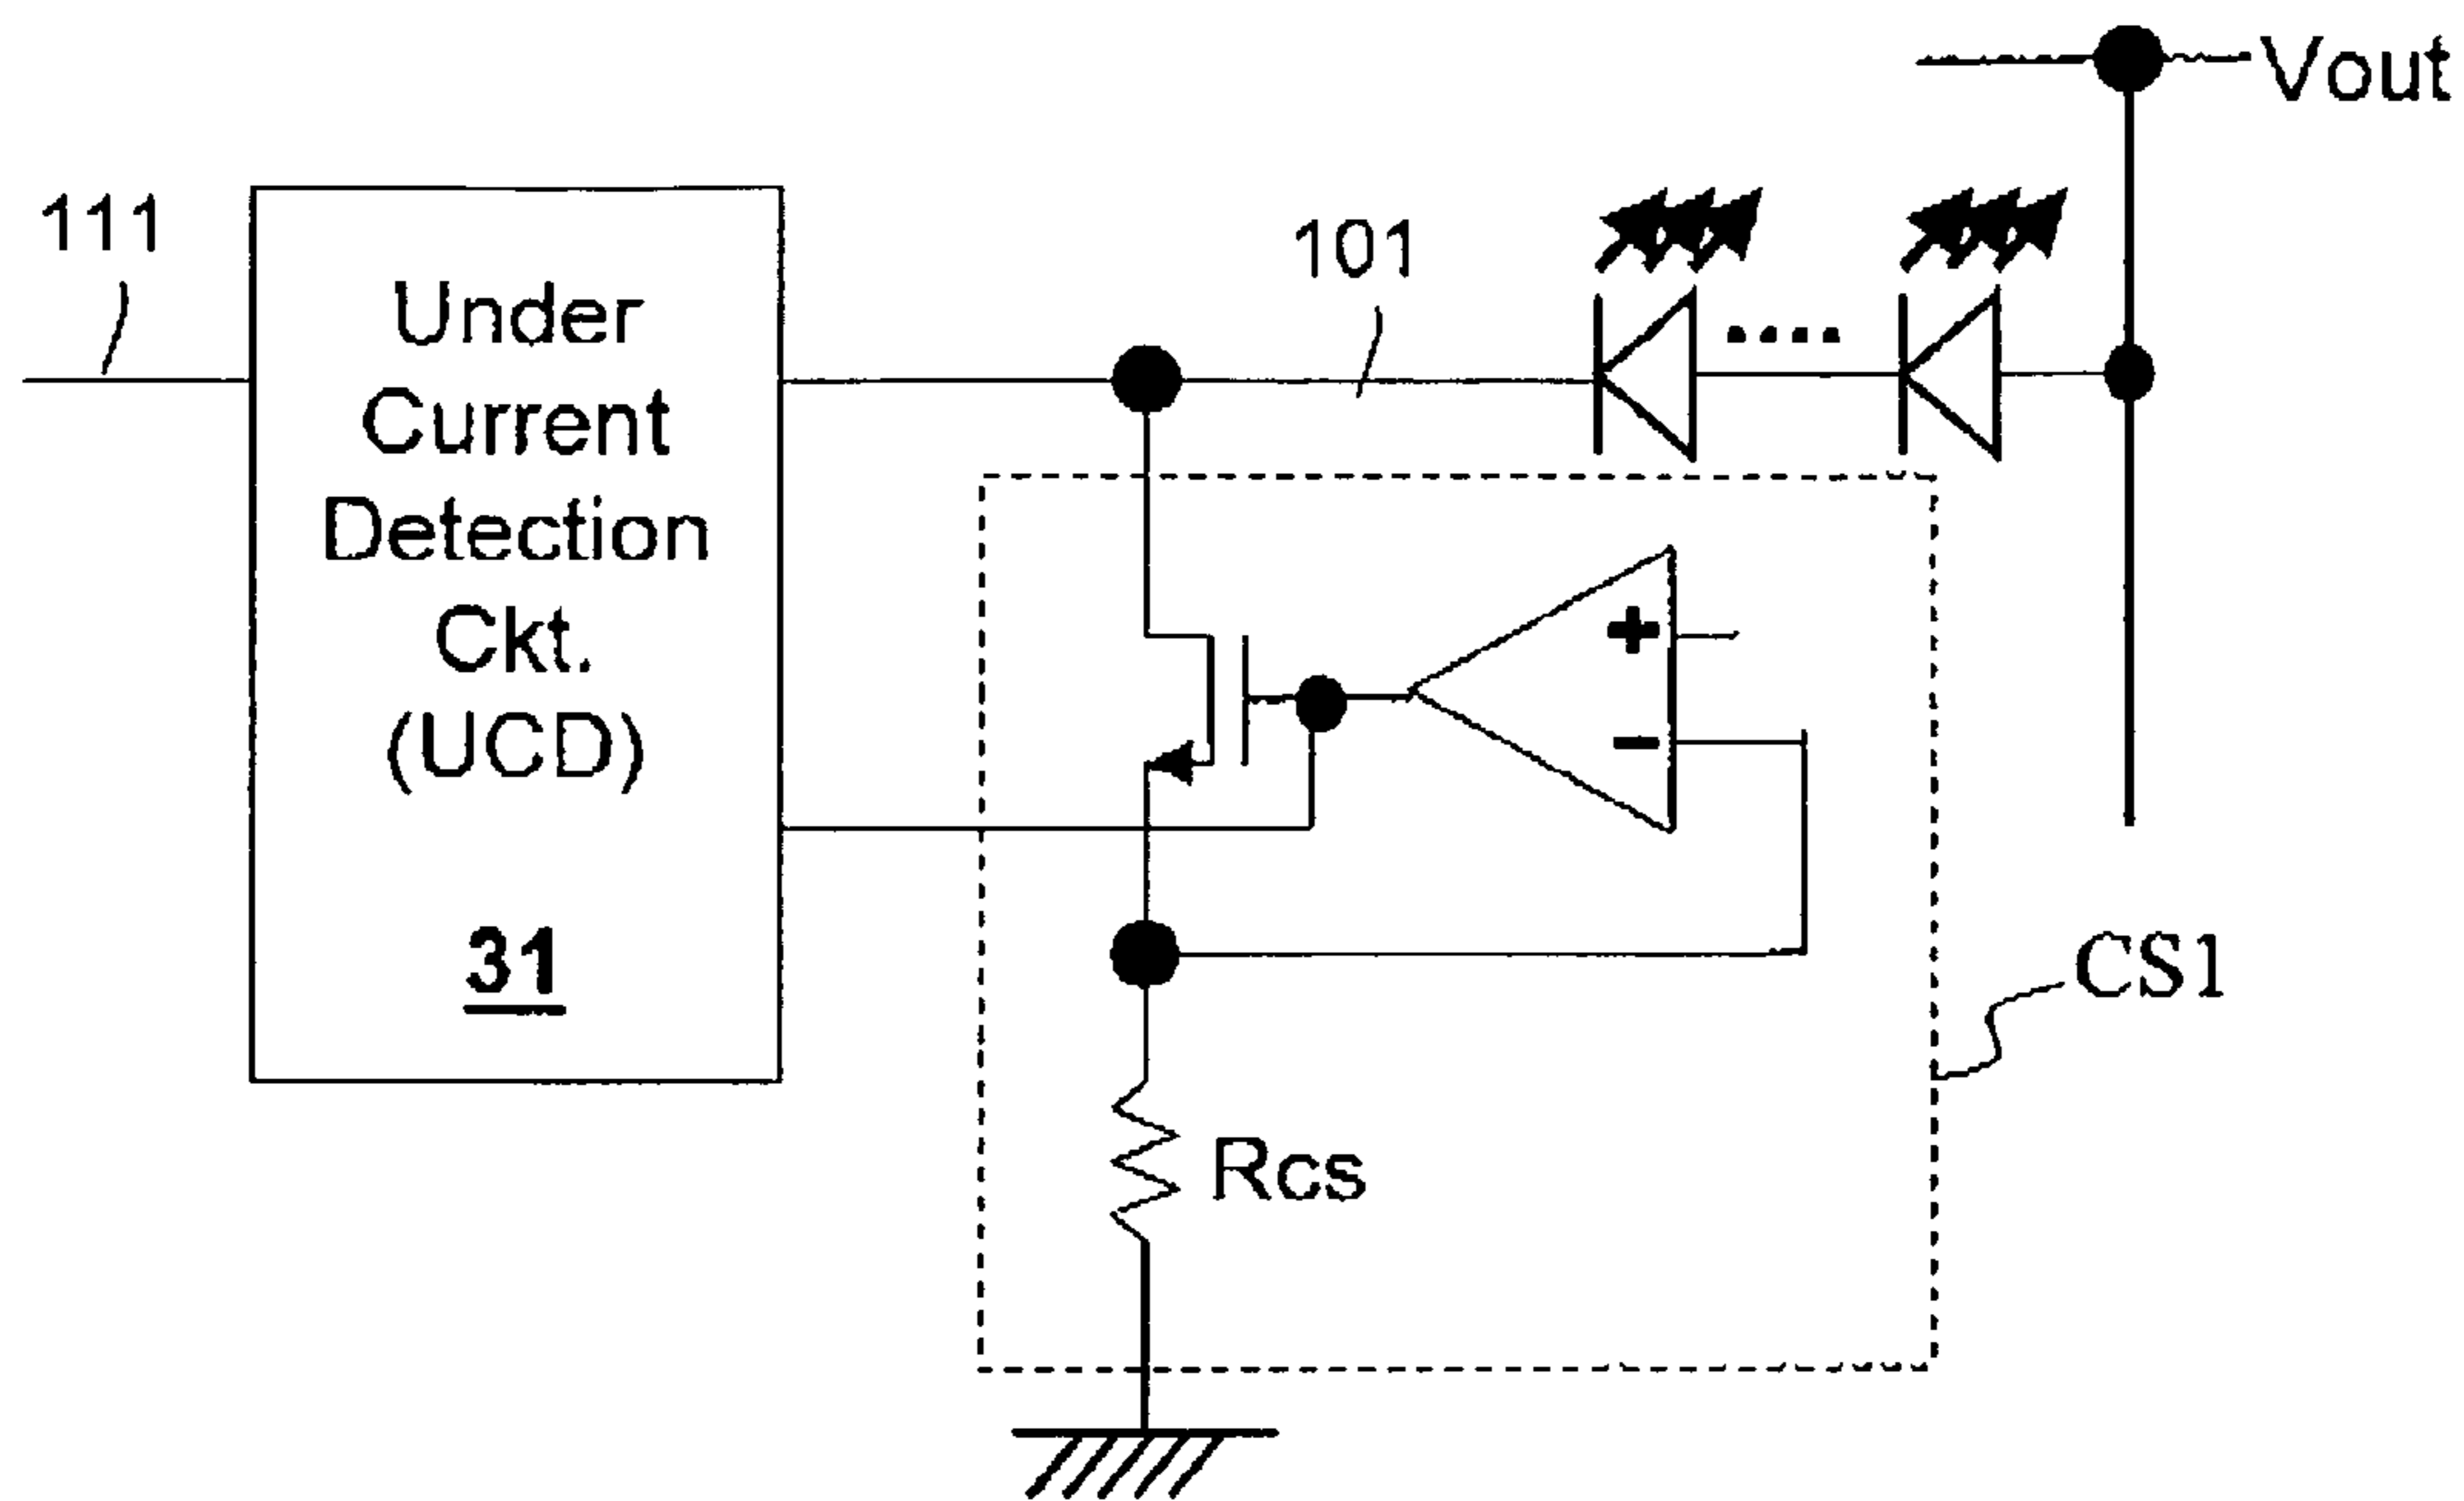 Vout
111
101
Under
Current
Detection
Ckt.
(UCD)
31
+
-
CS1
Rcs